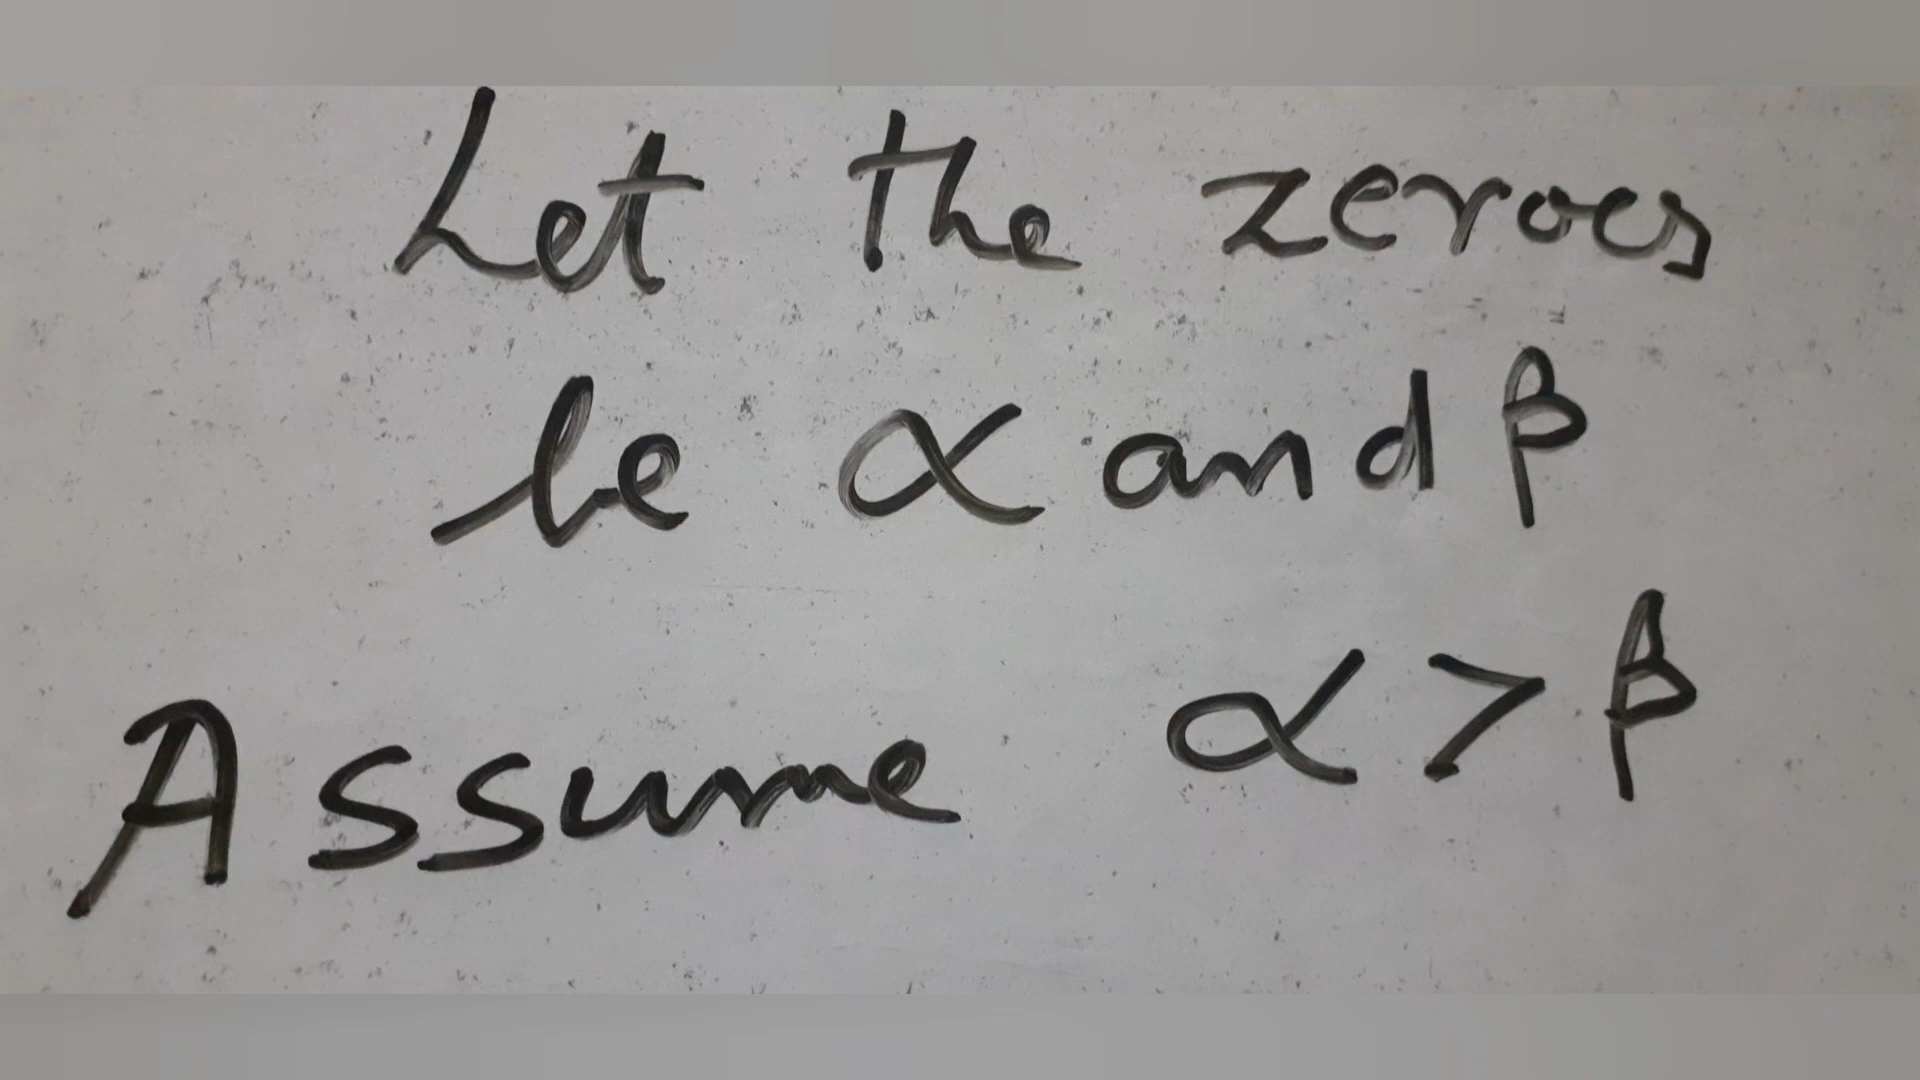 Let the zeroes
be α and β
Assume α > β